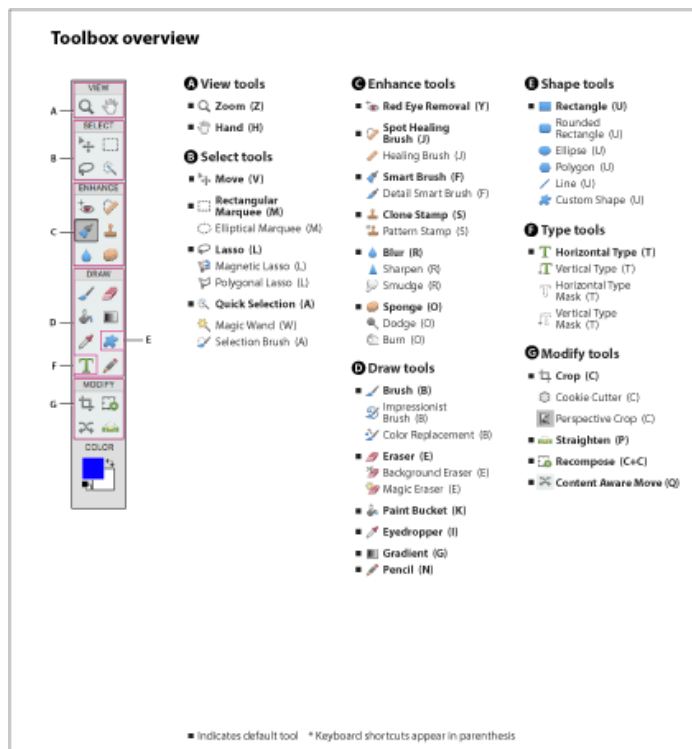 Toolbox overview
VIEW
A
SELECT
B
ENHANCE
C
DRAW
D
E
F
MODIFY
G
COLOR
A View tools
Zoom (Z)
Hand (H)
B Select tools
Move (V)
Rectangular
Marquee (M)
Elliptical Marquee (M)
Lasso (L)
Magnetic Lasso (L)
Polygonal Lasso (L)
Quick Selection (A)
Magic Wand (W)
Selection Brush (A)
C Enhance tools
Red Eye Removal (Y)
Spot Healing
Brush (J)
Healing Brush (J)
Smart Brush (F)
Detail Smart Brush (F)
Clone Stamp (S)
Pattern Stamp (S)
Blur (R)
Sharpen (R)
Smudge (R)
Sponge (O)
Dodge (O)
Burn (O)
D Draw tools
Brush (B)
Impressionist
Brush (B)
Color Replacement (B)
Eraser (E)
Background Eraser (E)
Magic Eraser (E)
Paint Bucket (K)
Eyedropper (I)
Gradient (G)
Pencil (N)
E Shape tools
Rectangle (U)
Rounded
Rectangle (U)
Ellipse (U)
Polygon (U)
Line (U)
Custom Shape (U)
F Type tools
Horizontal Type (T)
Vertical Type (T)
Horizontal Type
Mask (T)
Vertical Type
Mask (T)
G Modify tools
Crop (C)
Cookie Cutter (C)
Perspective Crop (C)
Straighten (P)
Recompose (C+C)
Content Aware Move (Q)
■ Indicates default tool * Keyboard shortcuts appear in parenthesis